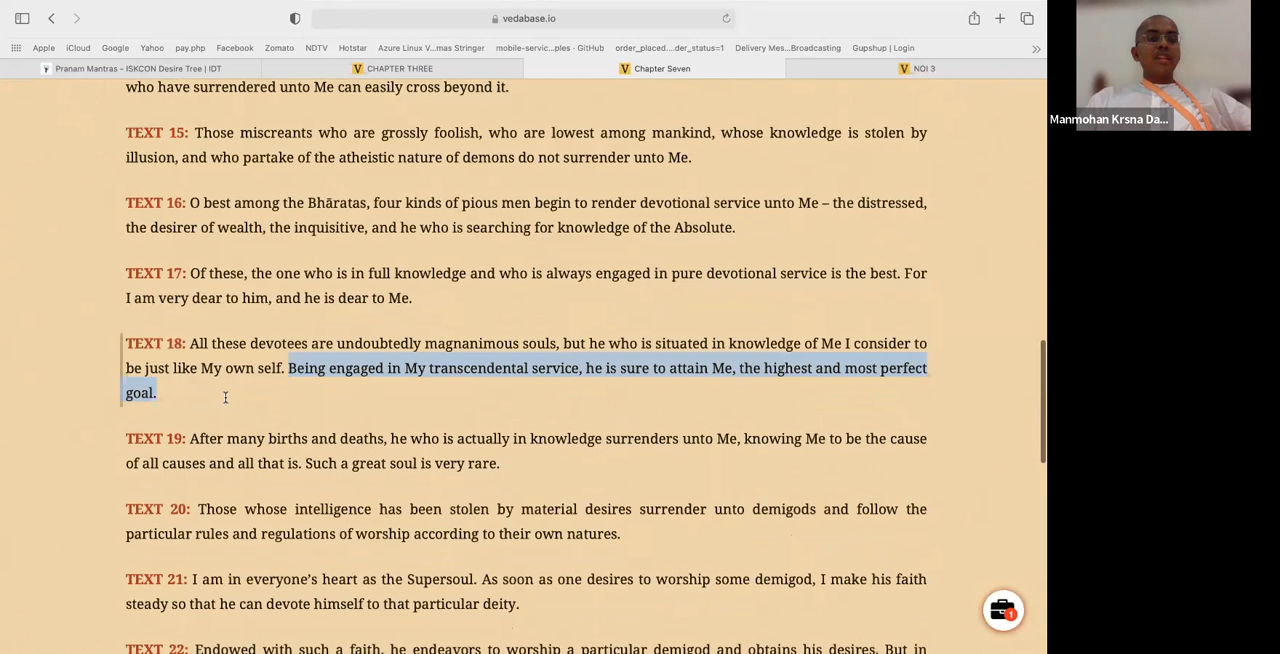 vedabase.io
Apple iCloud Google Yahoo pay.php Facebook Zomato NDTV Hotstar Azure Linux V...mas Stringer mobile-servic...ples · GitHub order_placed....der_status=1 Delivery Mes...Broadcasting Gupshup | Login
Pranam Mantras – ISKCON Desire Tree | IDT
CHAPTER THREE
Chapter Seven
NOI 3
Manmohan Krsna Da...
who have surrendered unto Me can easily cross beyond it.
TEXT 15: Those miscreants who are grossly foolish, who are lowest among mankind, whose knowledge is stolen by
illusion, and who partake of the atheistic nature of demons do not surrender unto Me.
TEXT 16: O best among the Bhāratas, four kinds of pious men begin to render devotional service unto Me – the distressed,
the desirer of wealth, the inquisitive, and he who is searching for knowledge of the Absolute.
TEXT 17: Of these, the one who is in full knowledge and who is always engaged in pure devotional service is the best. For
I am very dear to him, and he is dear to Me.
TEXT 18: All these devotees are undoubtedly magnanimous souls, but he who is situated in knowledge of Me I consider to
be just like My own self. Being engaged in My transcendental service, he is sure to attain Me, the highest and most perfect
goal.
TEXT 19: After many births and deaths, he who is actually in knowledge surrenders unto Me, knowing Me to be the cause
of all causes and all that is. Such a great soul is very rare.
TEXT 20: Those whose intelligence has been stolen by material desires surrender unto demigods and follow the
particular rules and regulations of worship according to their own natures.
TEXT 21: I am in everyone's heart as the Supersoul. As soon as one desires to worship some demigod, I make his faith
steady so that he can devote himself to that particular deity.
TEXT 22: Endowed with such a faith, he endeavors to worship a particular demigod and obtains his desires. But in
1